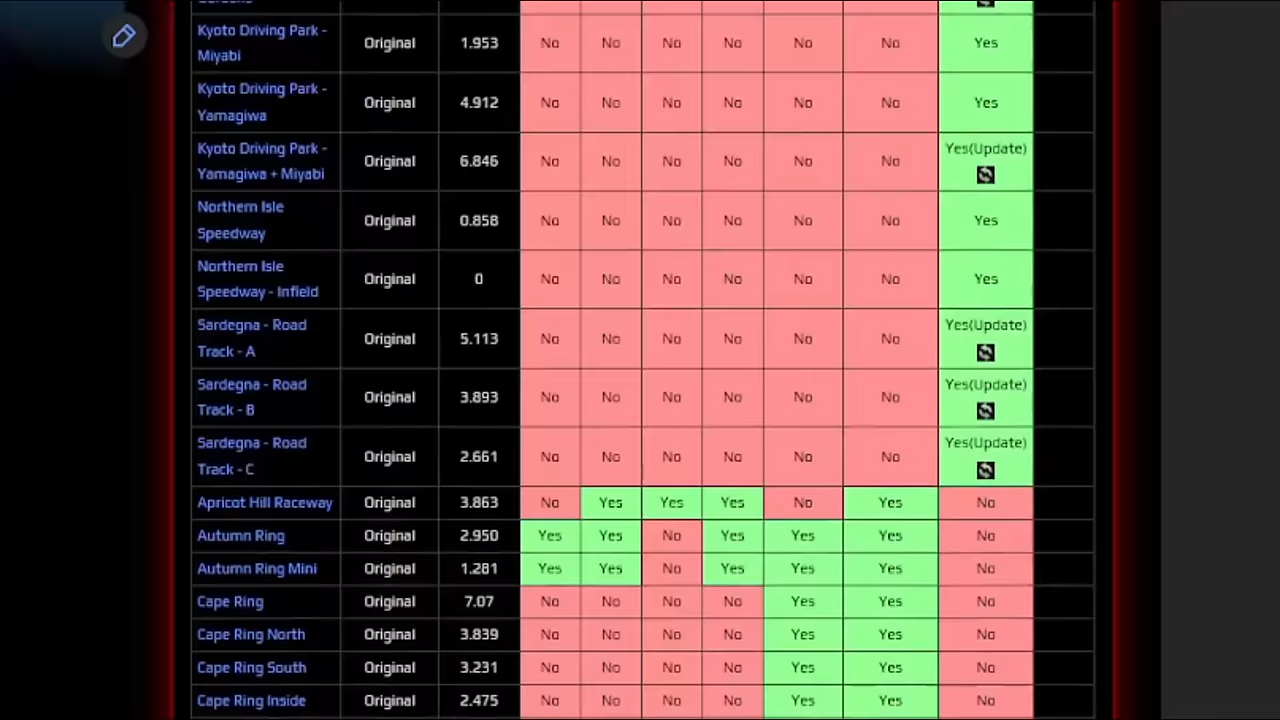 Kyoto Driving Park - Miyabi Original 1.953 No No No No No No Yes
Kyoto Driving Park - Yamagiwa Original 4.912 No No No No No No Yes
Kyoto Driving Park - Yamagiwa + Miyabi Original 6.846 No No No No No No Yes(Update)
Northern Isle Speedway Original 0.858 No No No No No No Yes
Northern Isle Speedway - Infield Original 0 No No No No No No Yes
Sardegna - Road Track - A Original 5.113 No No No No No No Yes(Update)
Sardegna - Road Track - B Original 3.893 No No No No No No Yes(Update)
Sardegna - Road Track - C Original 2.661 No No No No No No Yes(Update)
Apricot Hill Raceway Original 3.863 No Yes Yes Yes No Yes No
Autumn Ring Original 2.950 Yes Yes No Yes Yes Yes No
Autumn Ring Mini Original 1.281 Yes Yes No Yes Yes Yes No
Cape Ring Original 7.07 No No No No Yes Yes No
Cape Ring North Original 3.839 No No No No Yes Yes No
Cape Ring South Original 3.231 No No No No Yes Yes No
Cape Ring Inside Original 2.475 No No No No Yes Yes No